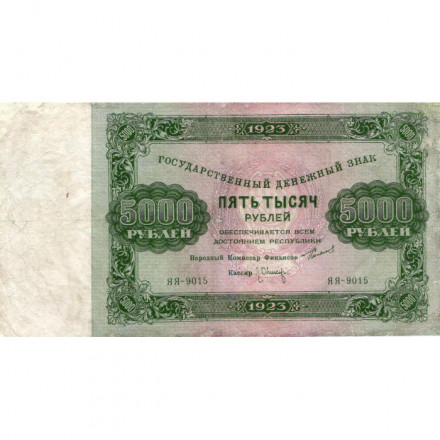 1923
ГОСУДАРСТВЕННЫЙ ДЕНЕЖНЫЙ ЗНАК
5000
РУБЛЕЙ
ПЯТЬ ТЫСЯЧ
РУБЛЕЙ
ОБЕСПЕЧИВАЕТСЯ ВСЕМ
ДОСТОЯНИЕМ РЕСПУБЛИКИ
5000
РУБЛЕЙ
Народный Комиссар Финансов
Кассир
ЯЯ-9015
ЯЯ-9015
1923